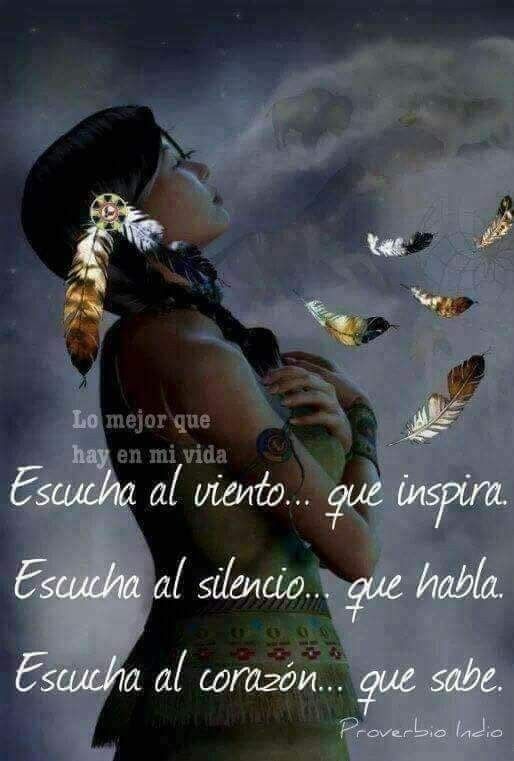 Lo mejor que
hay en mi vida
Escucha al viento... que inspira.
Escucha al silencio... que habla.
Escucha al corazón... que sabe.
Proverbio Indio